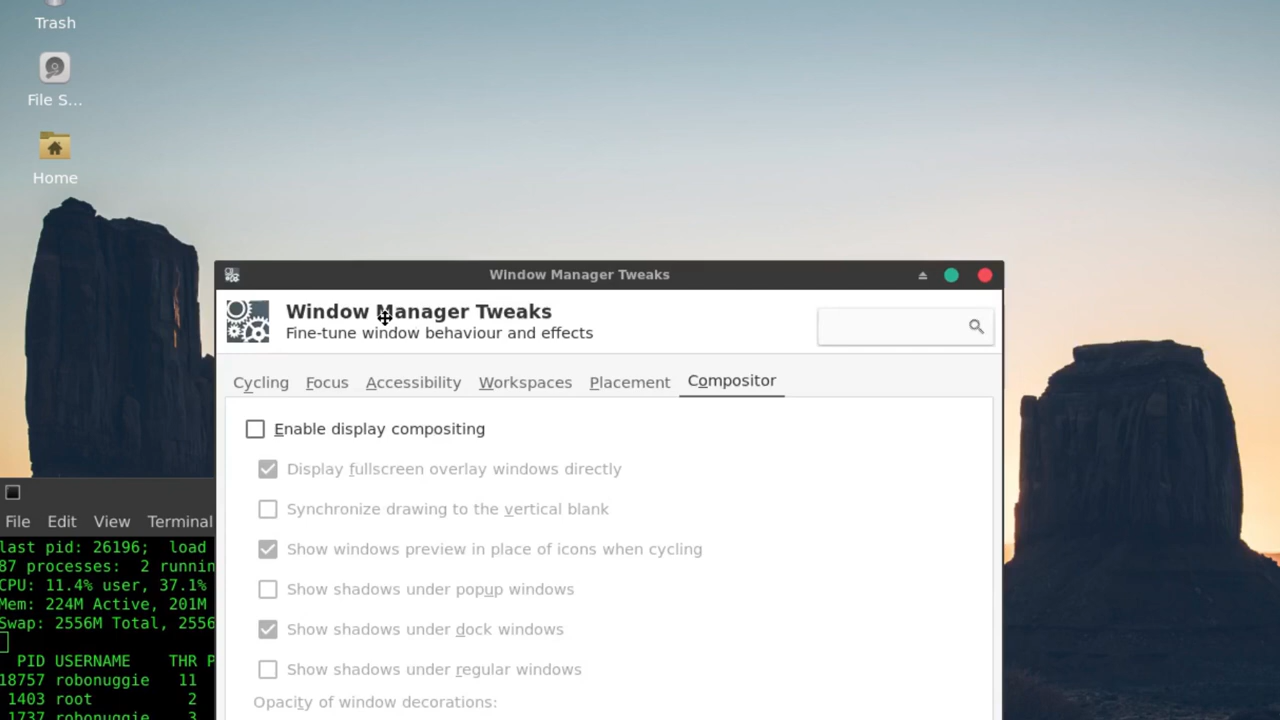 Trash
File S...
Home
Window Manager Tweaks
Window Manager Tweaks
Fine-tune window behaviour and effects
Cycling Focus Accessibility Workspaces Placement Compositor
Enable display compositing
Display fullscreen overlay windows directly
Synchronize drawing to the vertical blank
Show windows preview in place of icons when cycling
Show shadows under popup windows
Show shadows under dock windows
Show shadows under regular windows
Opacity of window decorations:
File Edit View Terminal
last pid: 26196; load
87 processes: 2 runnin
CPU: 11.4% user, 37.1%
Mem: 224M Active, 201M
Swap: 2556M Total, 2556
PID USERNAME THR P
18757 robonuggie 11
1403 root 2
1737 robonuggie 3